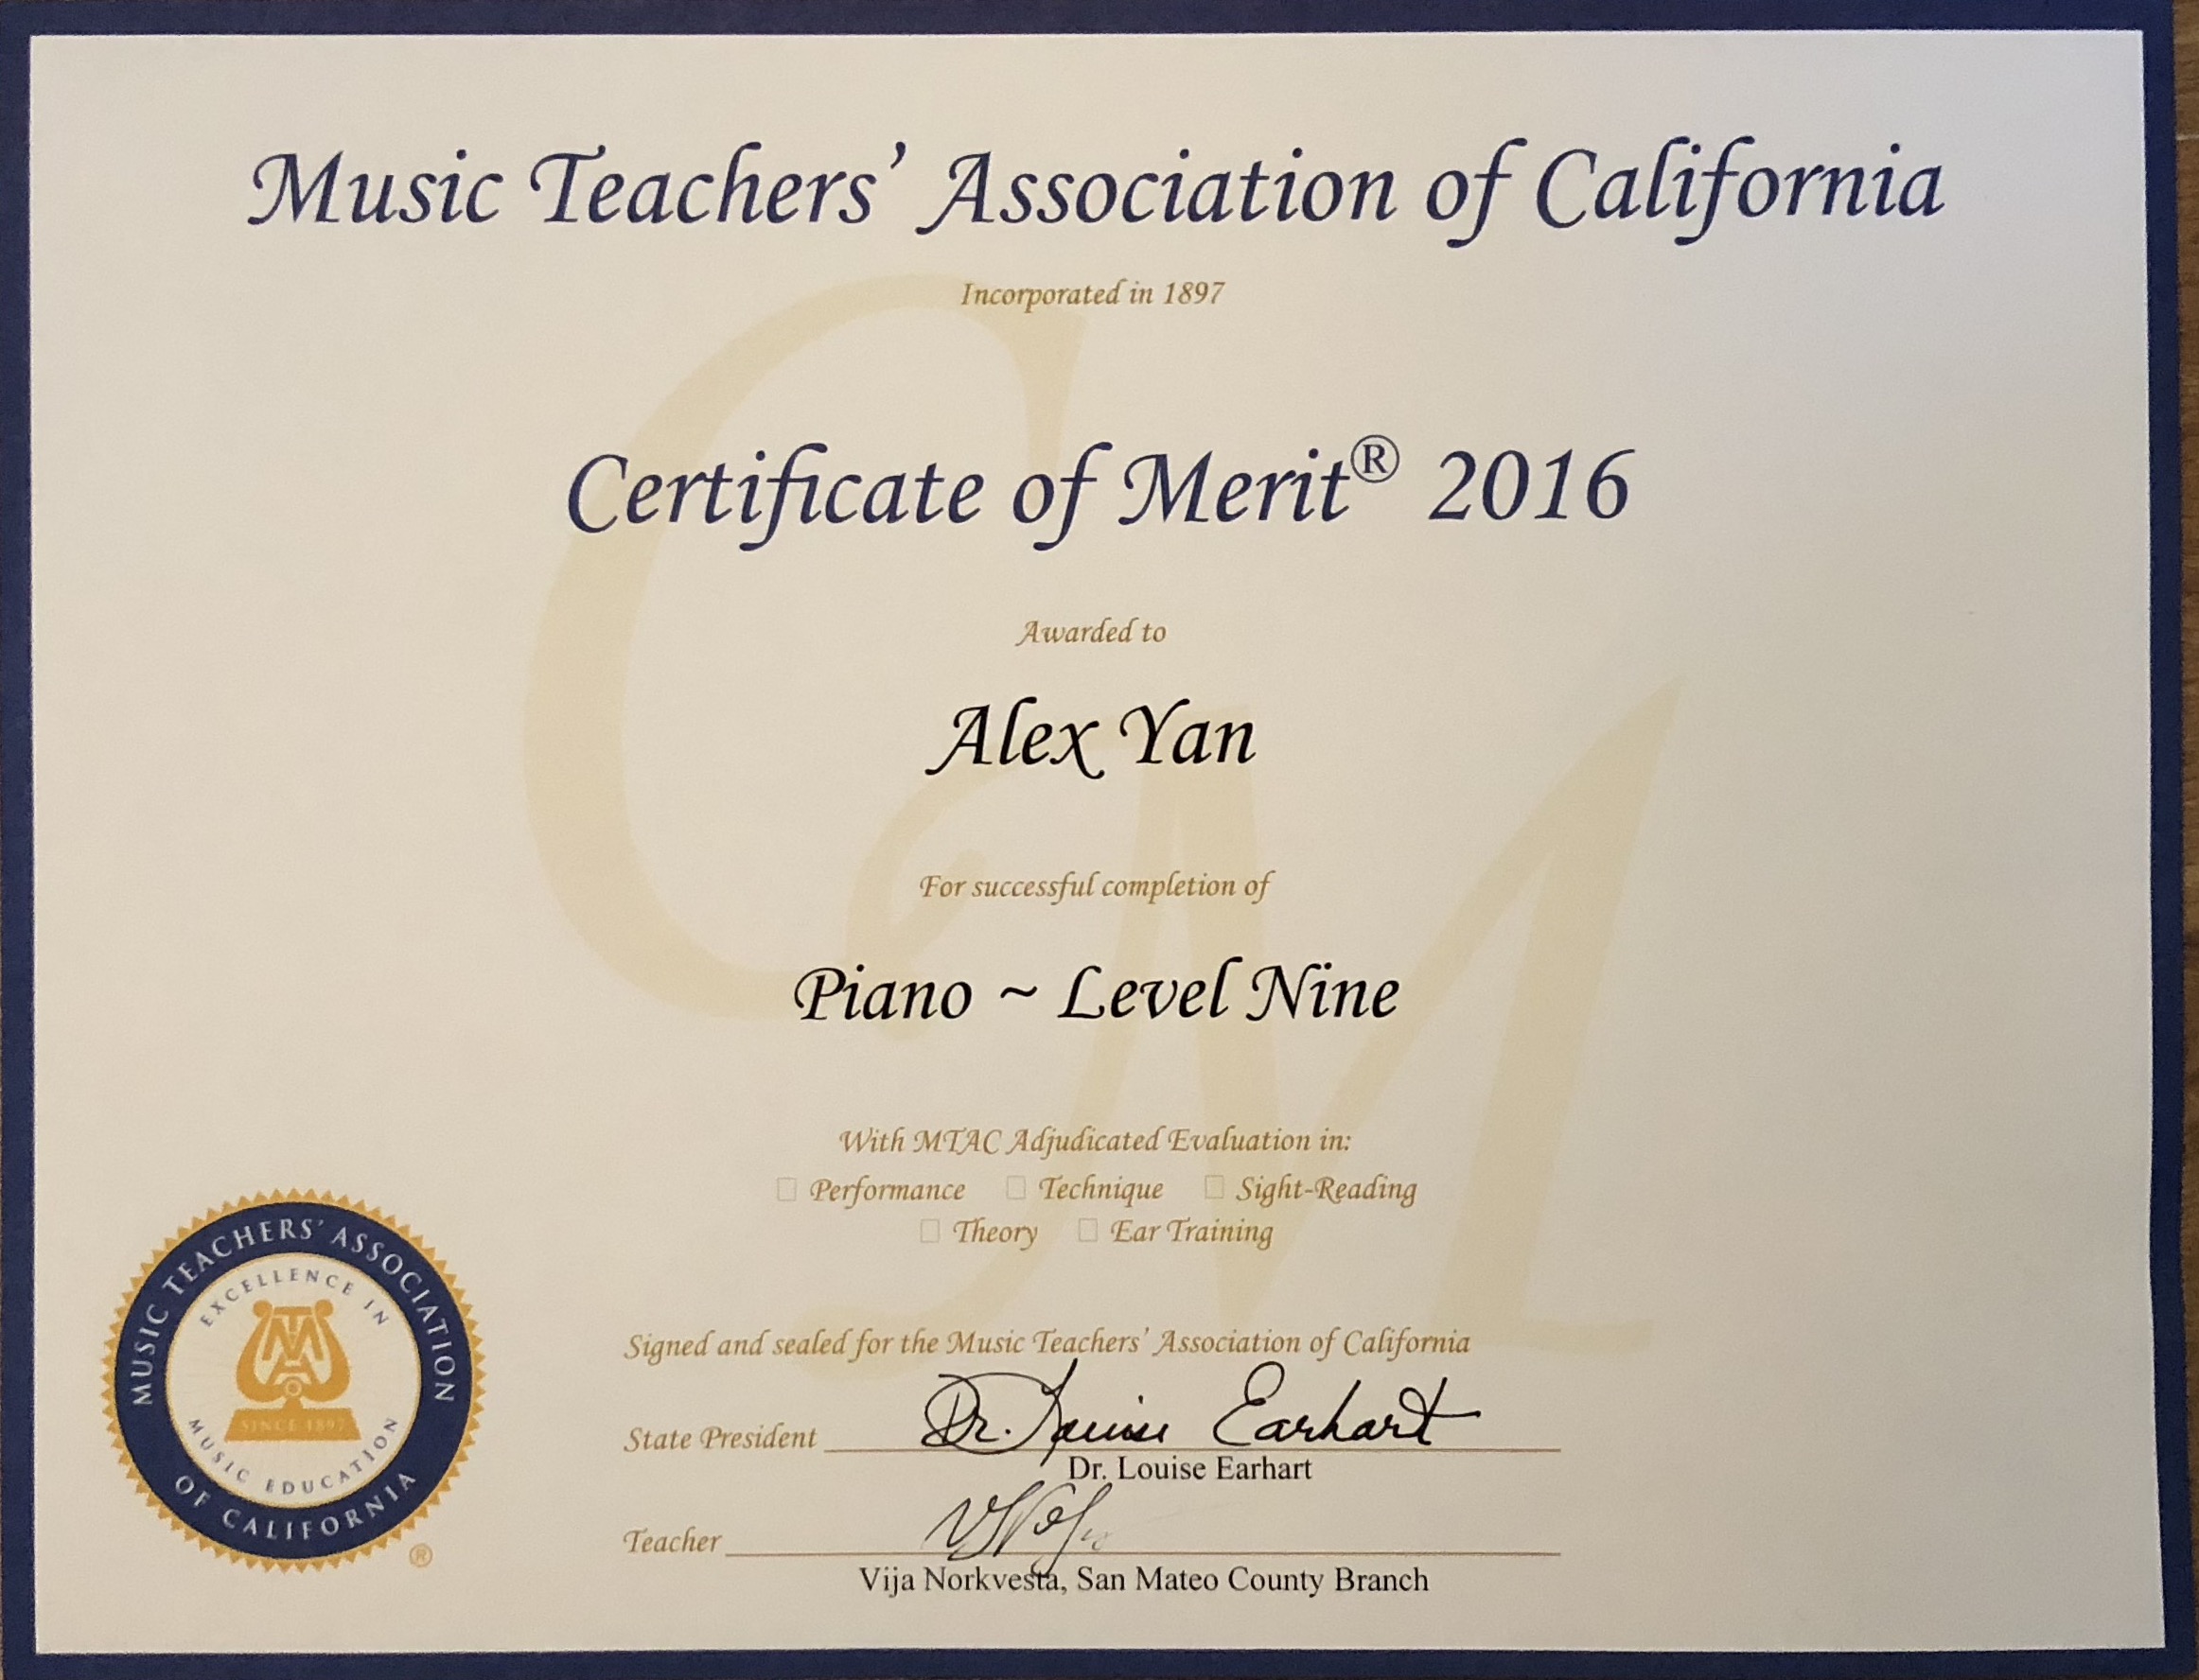 Music Teachers' Association of California
Incorporated in 1897
Certificate of Merit® 2016
Awarded to
Alex Yan
For successful completion of
Piano ~ Level Nine
With MTAC Adjudicated Evaluation in:
☐ Performance ☐ Technique ☐ Sight-Reading
☐ Theory ☐ Ear Training
MUSIC TEACHERS' ASSOCIATION OF CALIFORNIA
EXCELLENCE IN MUSIC EDUCATION
MTAC
SINCE 1897
®
Signed and sealed for the Music Teachers' Association of California
State President Dr. Louise Earhart
Dr. Louise Earhart
Teacher
Vija Norkvesta, San Mateo County Branch
CM